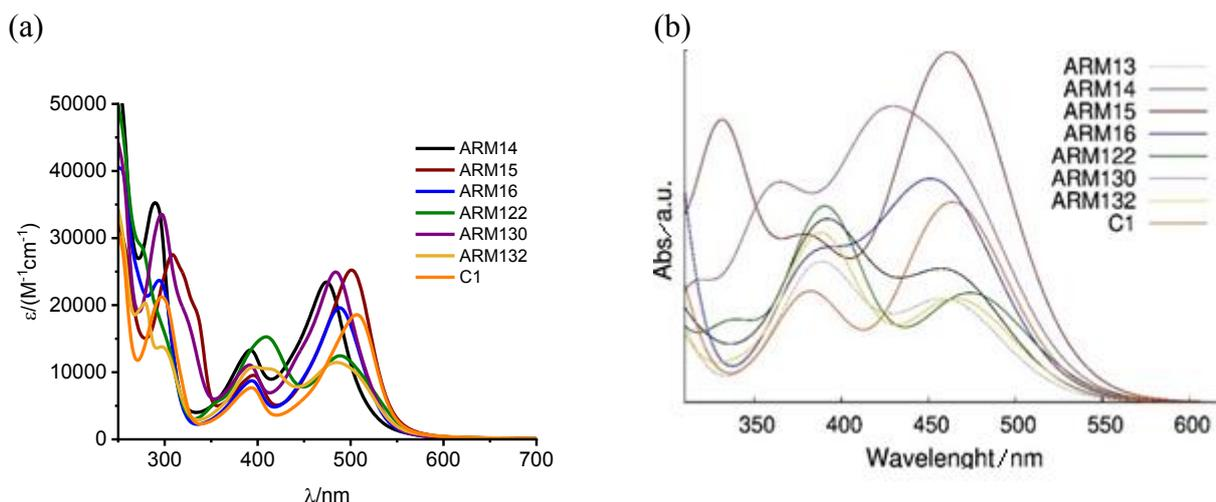 (a)
50000
40000
30000
20000
10000
0
300
400
500
600
700
ε/(M⁻¹cm⁻¹)
λ/nm
ARM14
ARM15
ARM16
ARM122
ARM130
ARM132
C1
(b)
ARM13
ARM14
ARM15
ARM16
ARM122
ARM130
ARM132
C1
Abs/a.u.
350
400
450
500
550
600
Wavelenght/nm